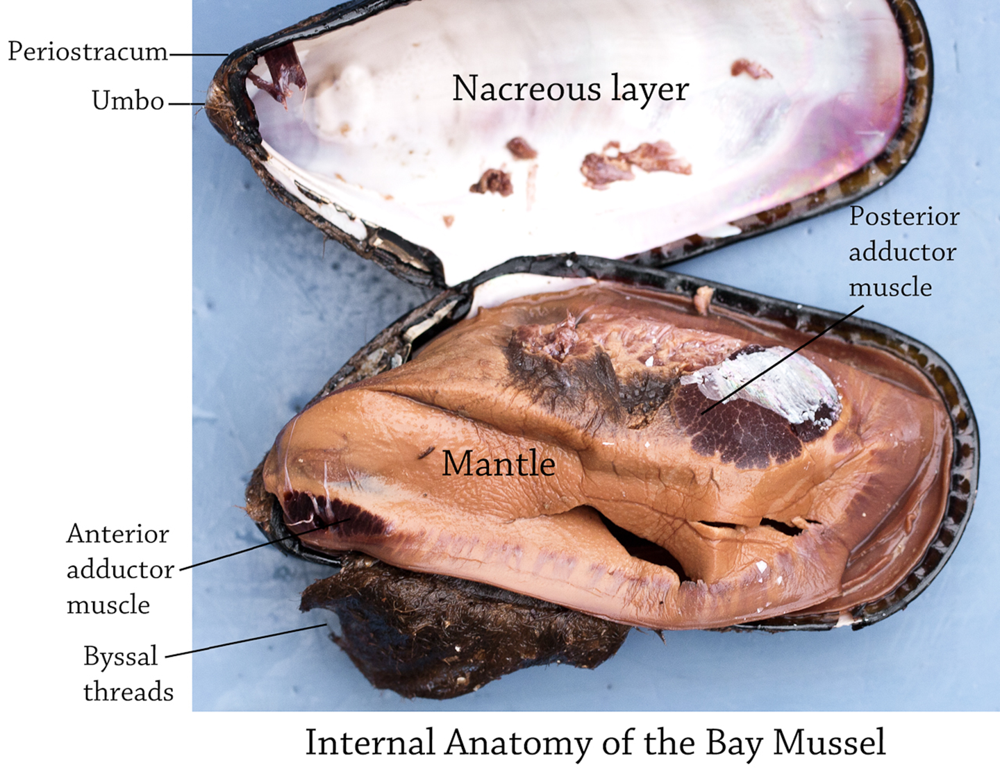 Periostracum
Umbo
Nacreous layer
Posterior
adductor
muscle
Mantle
Anterior
adductor
muscle
Byssal
threads
Internal Anatomy of the Bay Mussel